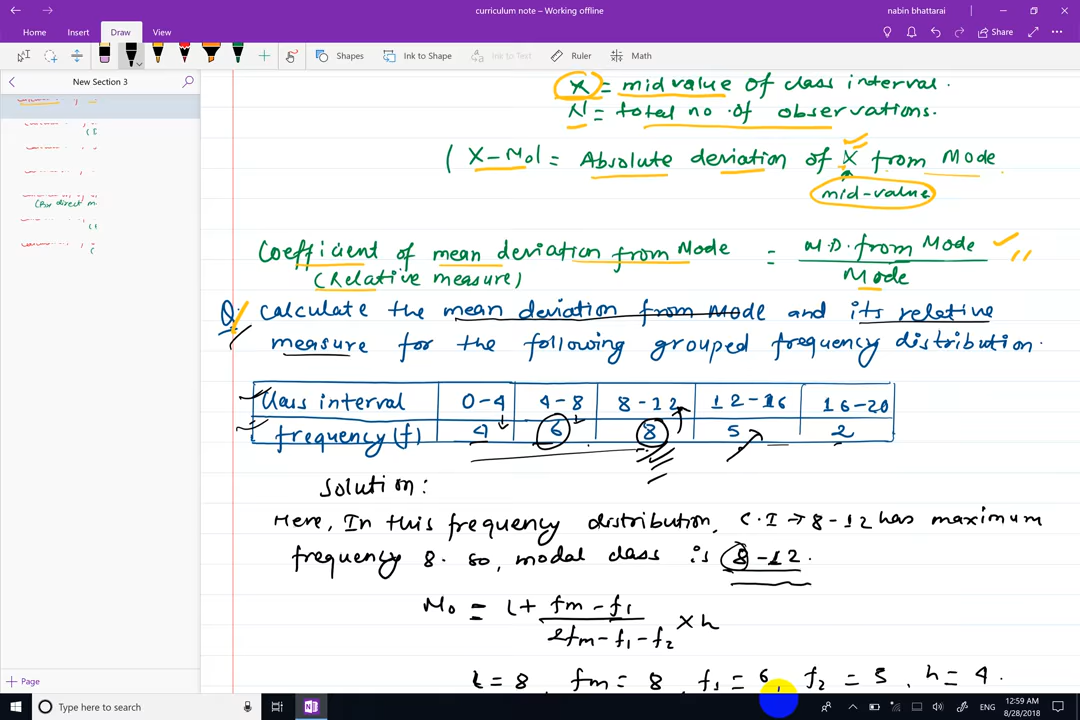 curriculum note – Working offline
nabin bhattarai
Home Insert Draw View
Share
Shapes Ink to Shape Ink to Text Ruler Math
New Section 3
X = mid value of class interval.
N = total no. of observations.
|X-Mo| = Absolute deviation of X from Mode
mid-value
Coefficient of mean deviation from Mode = M.D. from Mode / Mode
(Relative measure)
Q. Calculate the mean deviation from Mode and its relative
measure for the following grouped frequency distribution.
Class interval 0-4 4-8 8-12 12-16 16-20
frequency (f) 4 6 8 5 2
Solution:
Here, In this frequency distribution, C.I → 8-12 has maximum
frequency 8. so, modal class is 8-12.
Mo = l + fm - f1 / 2fm - f1 - f2 × h
l = 8, fm = 8, f1 = 6, f2 = 5, h = 4.
+ Page
Type here to search
ENG
12:59 AM
8/28/2018